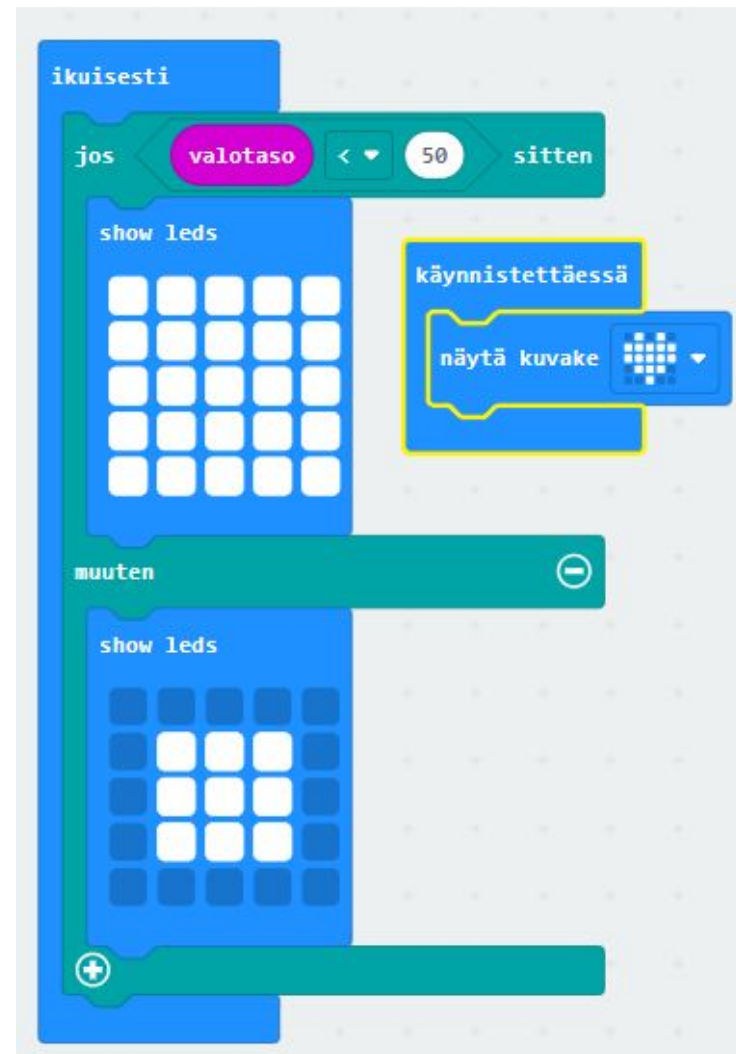 ikuisesti
jos valotaso < 50 sitten
show leds
käynnistettäessä
näytä kuvake
muuten
show leds